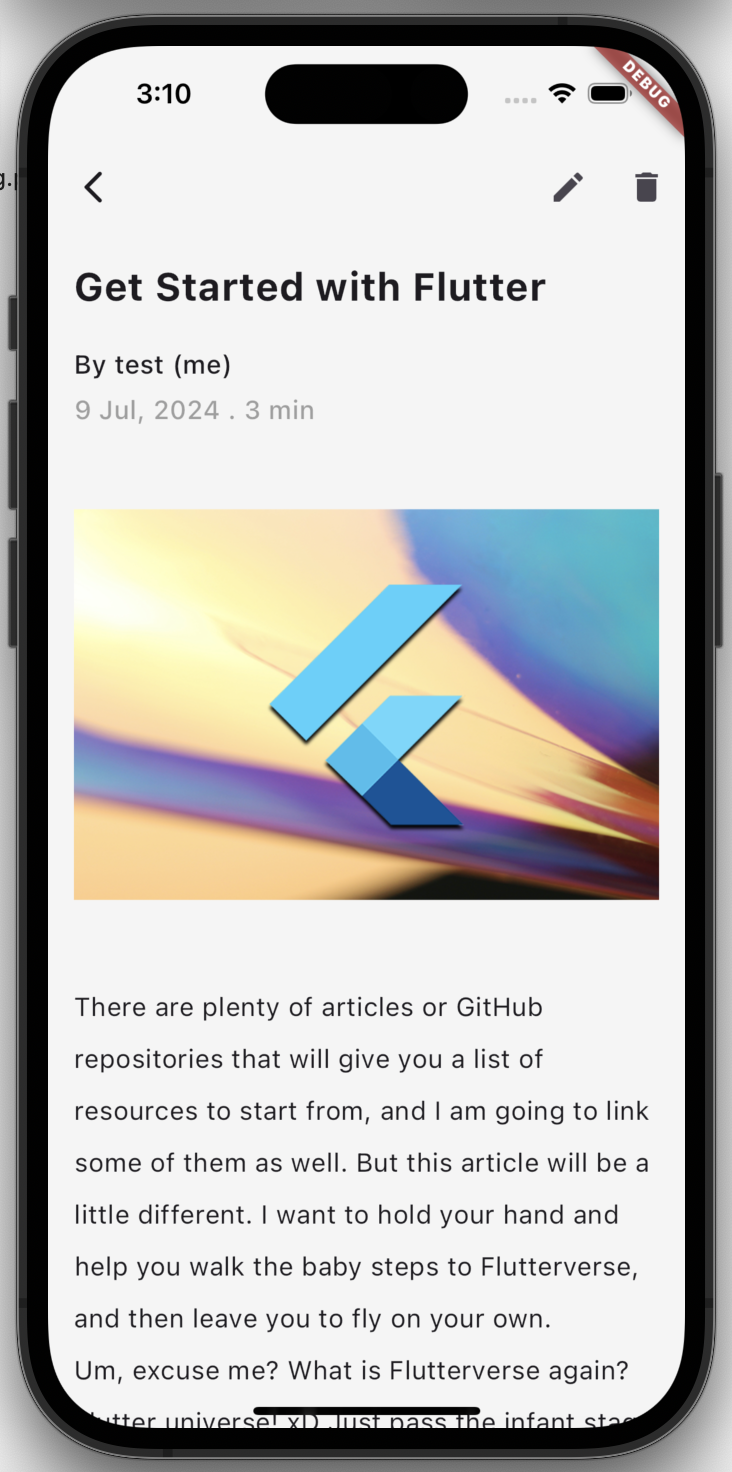 3:10
DEBUG
Get Started with Flutter
By test (me)
9 Jul, 2024 . 3 min
There are plenty of articles or GitHub
repositories that will give you a list of
resources to start from, and I am going to link
some of them as well. But this article will be a
little different. I want to hold your hand and
help you walk the baby steps to Flutterverse,
and then leave you to fly on your own.
Um, excuse me? What is Flutterverse again?
universe! xD Just pass the infant